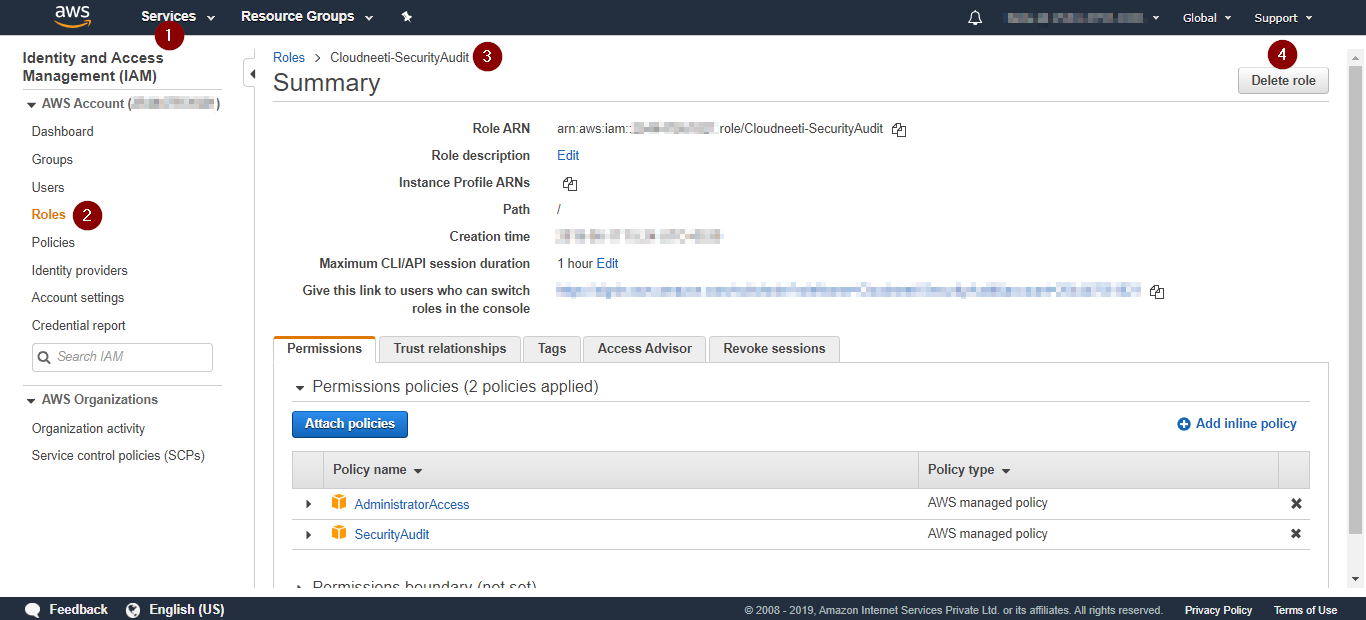 aws
Services
Resource Groups
Global
Support
1
Identity and Access
Management (IAM)
AWS Account ( )
Dashboard
Groups
Users
Roles
2
Policies
Identity providers
Account settings
Credential report
Search IAM
AWS Organizations
Organization activity
Service control policies (SCPs)
Roles > Cloudneeti-SecurityAudit
3
4
Summary
Delete role
Role ARN arn:aws:iam:: role/Cloudneeti-SecurityAudit
Role description Edit
Instance Profile ARNs
Path /
Creation time
Maximum CLI/API session duration 1 hour Edit
Give this link to users who can switch
roles in the console
Permissions
Trust relationships
Tags
Access Advisor
Revoke sessions
Permissions policies (2 policies applied)
Attach policies
Add inline policy
Policy name
Policy type
AdministratorAccess AWS managed policy
SecurityAudit AWS managed policy
Permissions boundary (not set)
Feedback
English (US)
© 2008 - 2019, Amazon Internet Services Private Ltd. or its affiliates. All rights reserved.
Privacy Policy
Terms of Use